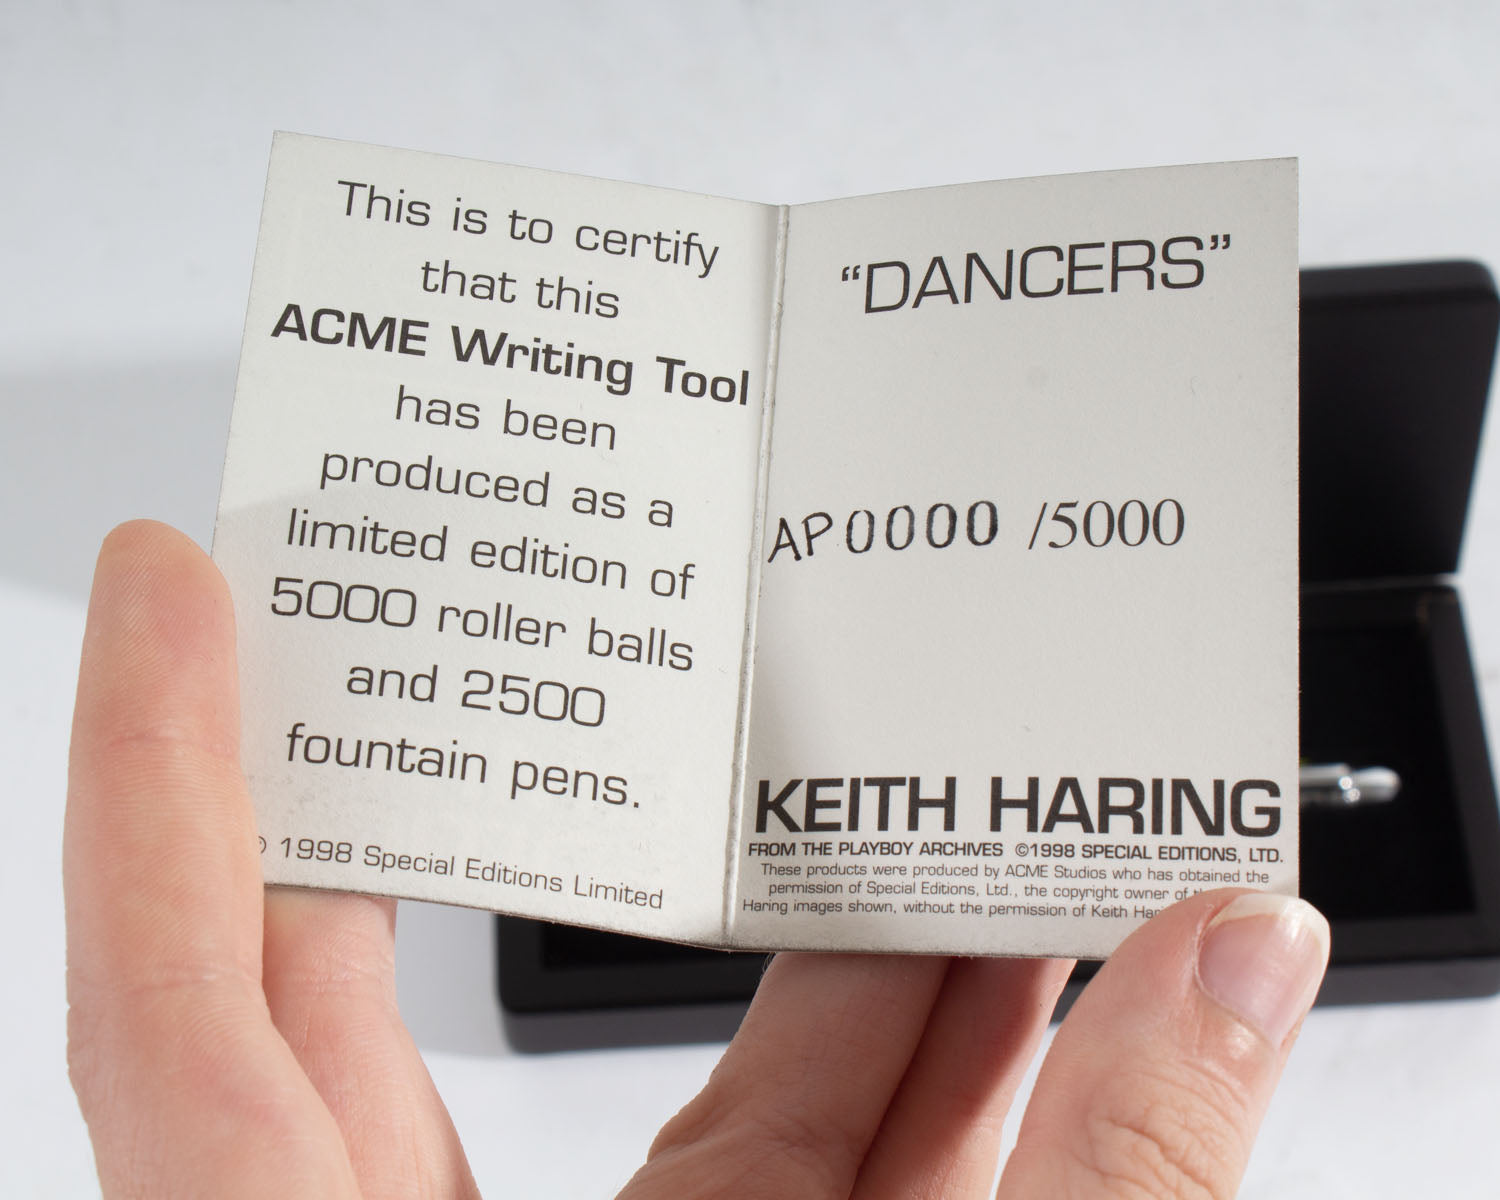 This is to certify
that this
ACME Writing Tool
has been
produced as a
limited edition of
5000 roller balls
and 2500
fountain pens.
© 1998 Special Editions Limited
“DANCERS”
AP0000 /5000
KEITH HARING
FROM THE PLAYBOY ARCHIVES ©1998 SPECIAL EDITIONS, LTD.
These products were produced by ACME Studios who has obtained the
permission of Special Editions, Ltd., the copyright owner of
Haring images shown, without the permission of Keith